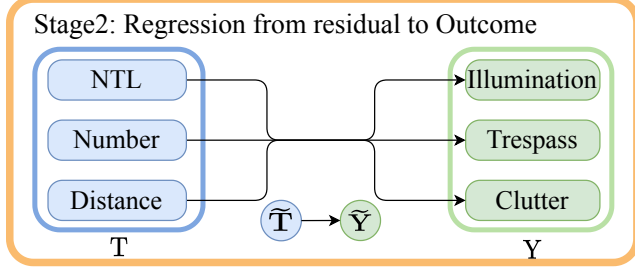 Stage2: Regression from residual to Outcome
NTL
Illumination
Number
Trespass
Distance
Clutter
T̃
Ỹ
T
Y